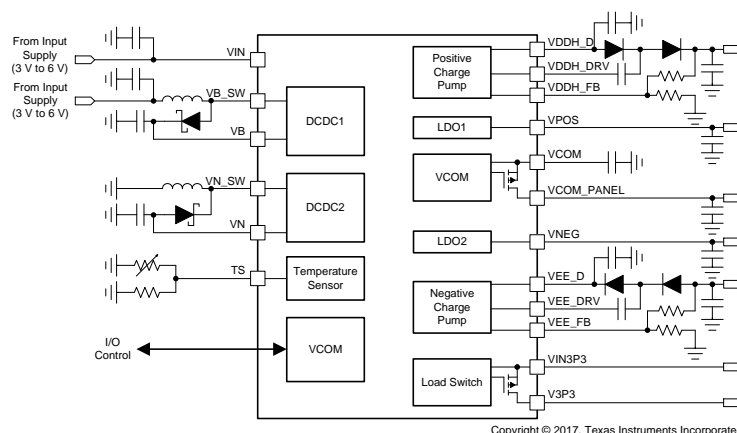 From Input
Supply
(3 V to 6 V)
VIN
From Input
Supply
(3 V to 6 V)
VB_SW
VB
DCDC1
VN_SW
VN
DCDC2
TS
Temperature
Sensor
I/O
Control
VCOM
Positive
Charge
Pump
VDDH_D
VDDH_DRV
VDDH_FB
LDO1
VPOS
VCOM
VCOM
VCOM_PANEL
LDO2
VNEG
Negative
Charge
Pump
VEE_D
VEE_DRV
VEE_FB
Load Switch
VIN3P3
V3P3
Copyright © 2017, Texas Instruments Incorporate